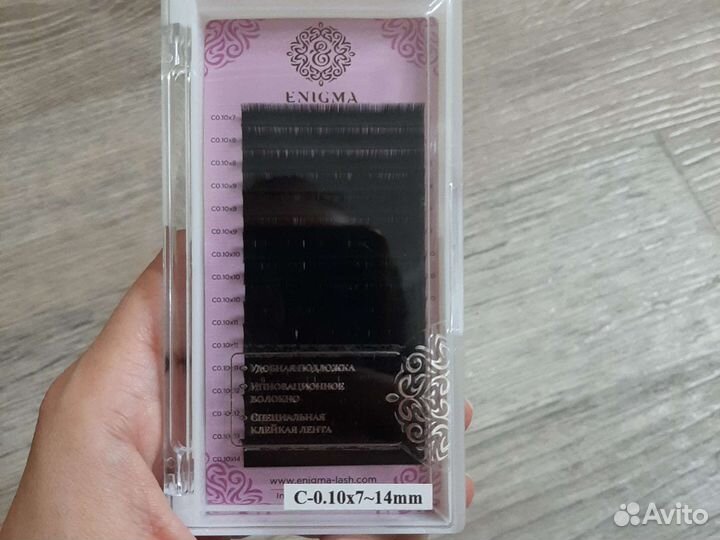 ENIGMA
C0.10x7
C0.10x8
C0.10x8
C0.10x9
C0.10x9
C0.10x10
C0.10x10
C0.10x10
C0.10x11
C0.10x11
УДОБНАЯ ПОДЛОЖКА
ИННОВАЦИОННОЕ
ВОЛОКНО
СПЕЦИАЛЬНАЯ
КЛЕЙКАЯ ЛЕНТА
C0.10x14
www.enigma-lash.com
C-0.10x7~14mm
Avito